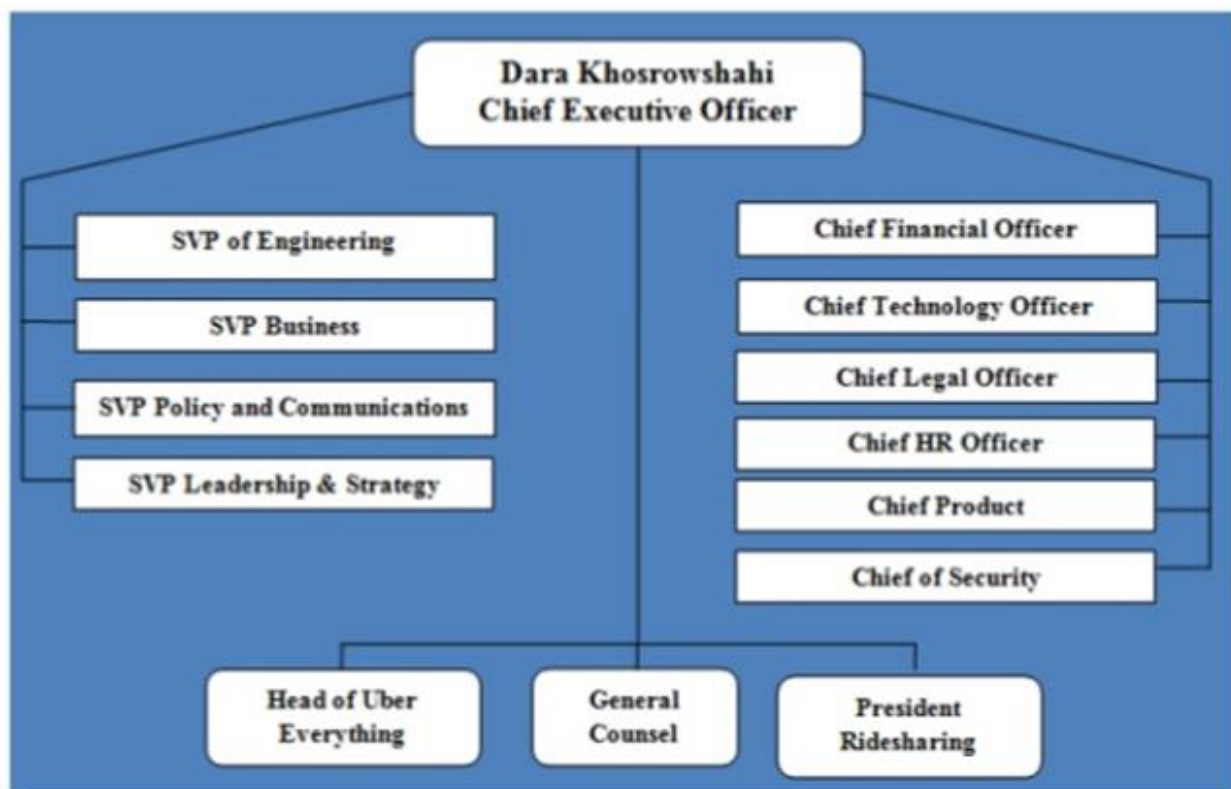 Dara Khosrowshahi
Chief Executive Officer
SVP of Engineering
SVP Business
SVP Policy and Communications
SVP Leadership & Strategy
Chief Financial Officer
Chief Technology Officer
Chief Legal Officer
Chief HR Officer
Chief Product
Chief of Security
Head of Uber
Everything
General
Counsel
President
Ridesharing